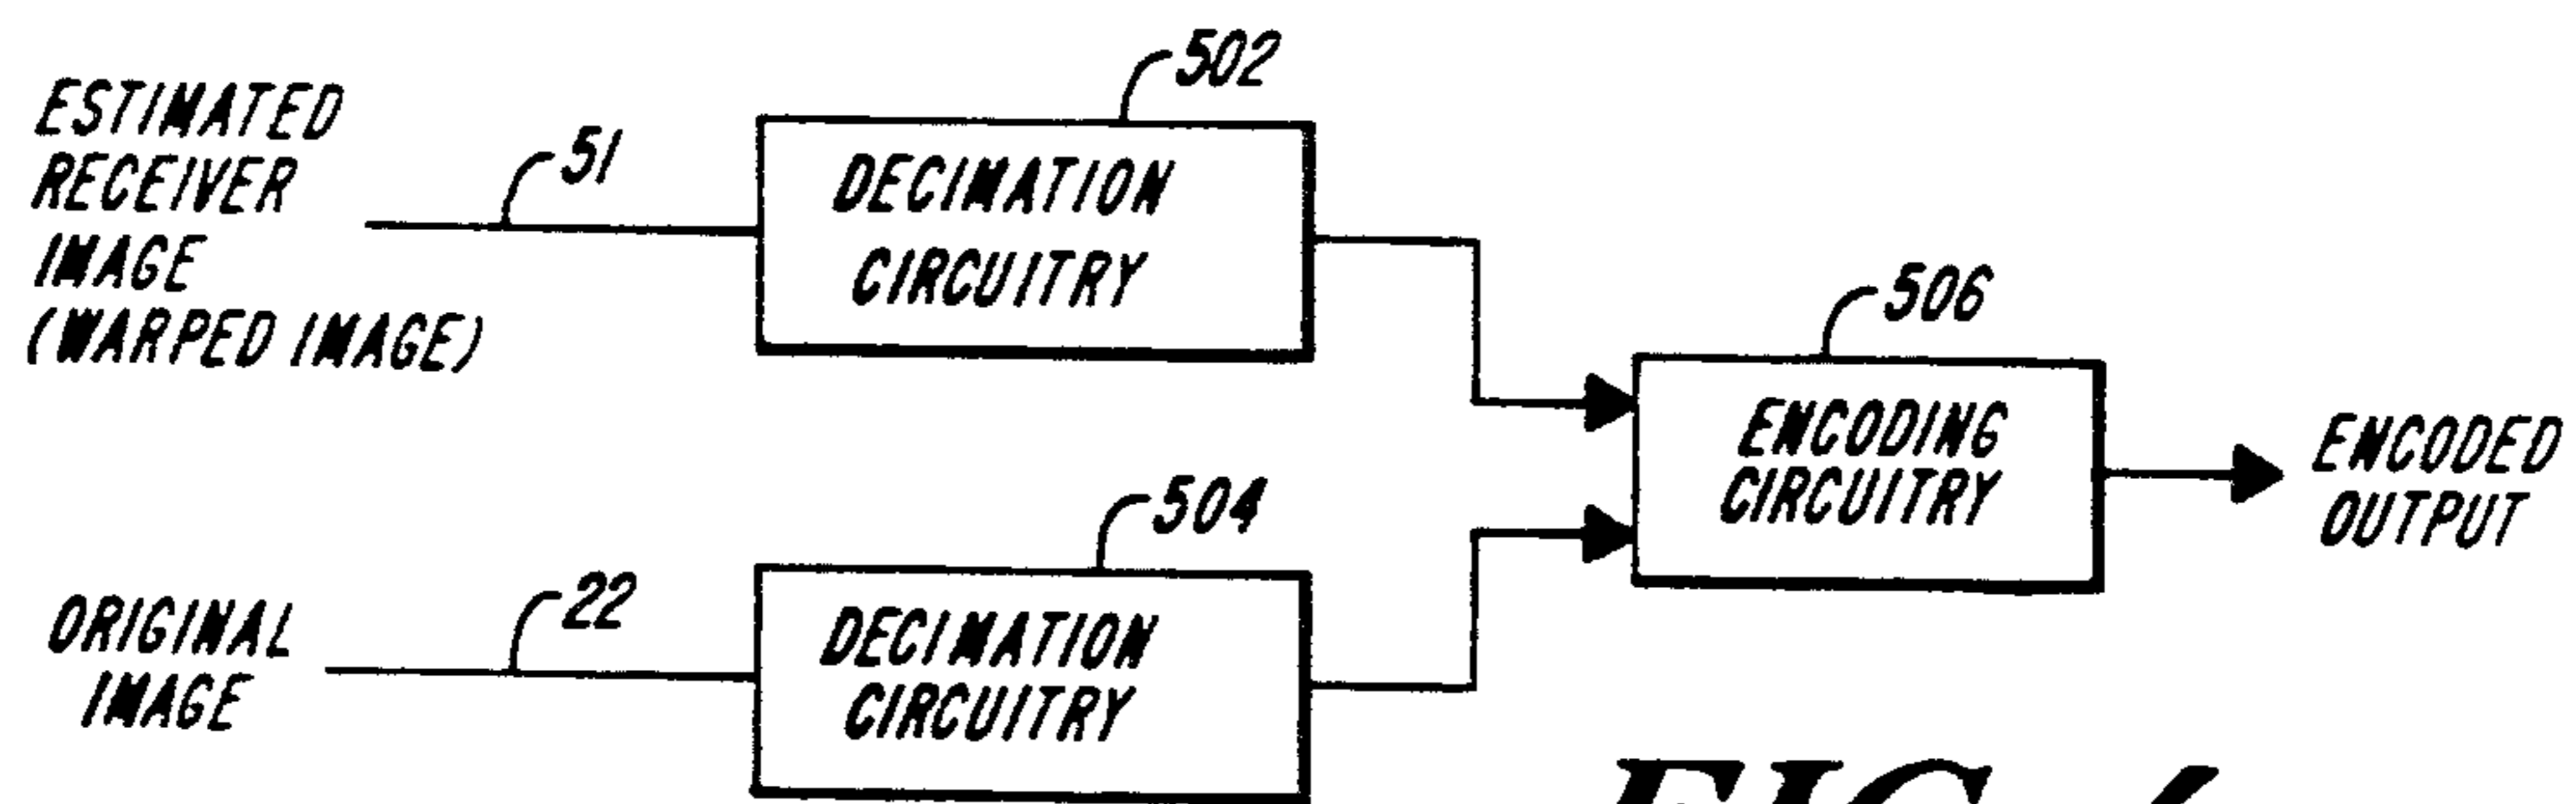 502
ESTIMATED
RECEIVER
IMAGE
(WARPED IMAGE)
51
DECIMATION
CIRCUITRY
506
ENCODING
CIRCUITRY
ENCODED
OUTPUT
504
ORIGINAL
IMAGE
22
DECIMATION
CIRCUITRY
FIG.